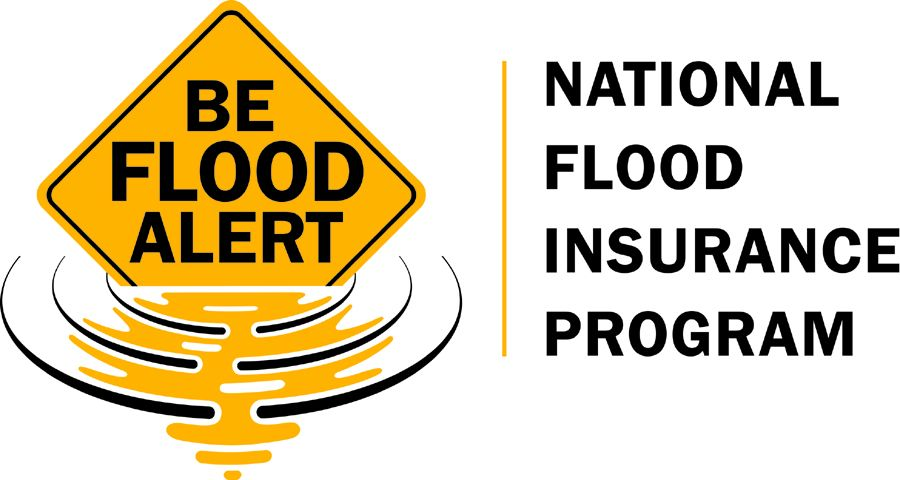 BE
FLOOD
ALERT
NATIONAL
FLOOD
INSURANCE
PROGRAM